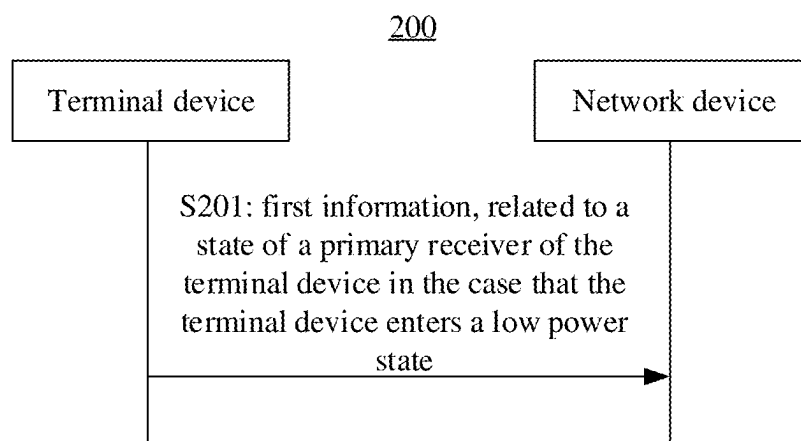 200
Terminal device
Network device
S201: first information, related to a
state of a primary receiver of the
terminal device in the case that the
terminal device enters a low power
state